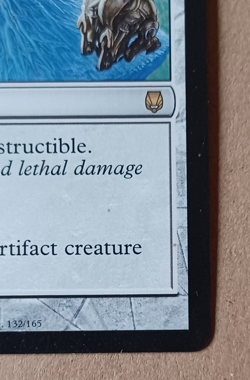 structible.
d lethal damage
rtifact creature
132/165